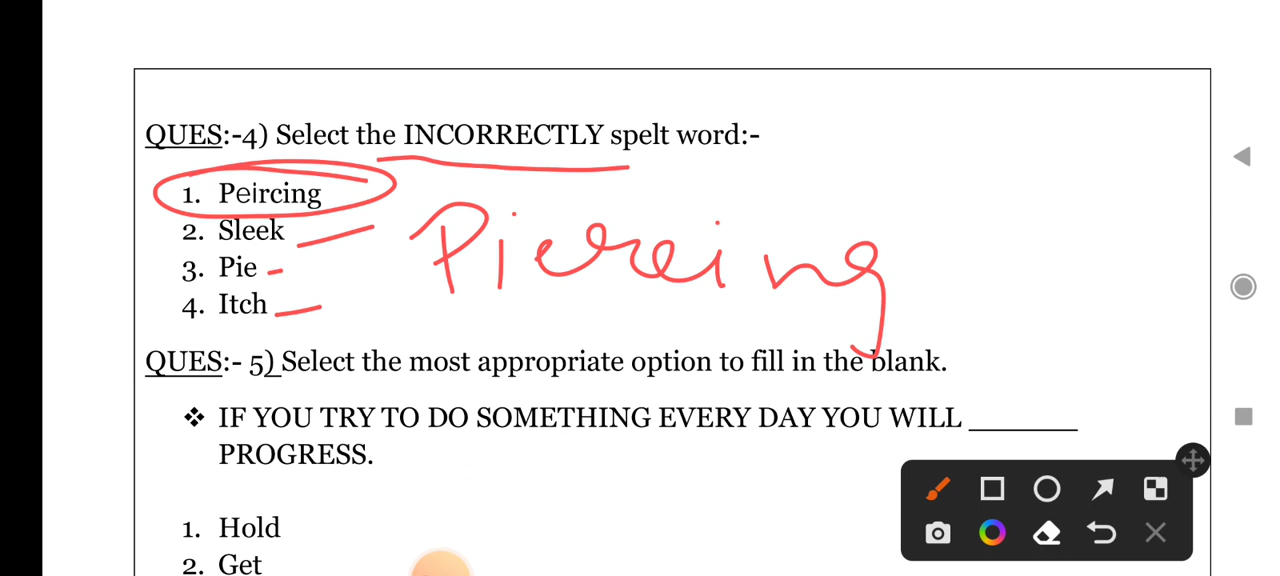 QUES:-4) Select the INCORRECTLY spelt word:-
1. Peircing
2. Sleek
Piercing
3. Pie
4. Itch
QUES:- 5) Select the most appropriate option to fill in the blank.
❖ IF YOU TRY TO DO SOMETHING EVERY DAY YOU WILL ________
PROGRESS.
1. Hold
2. Get